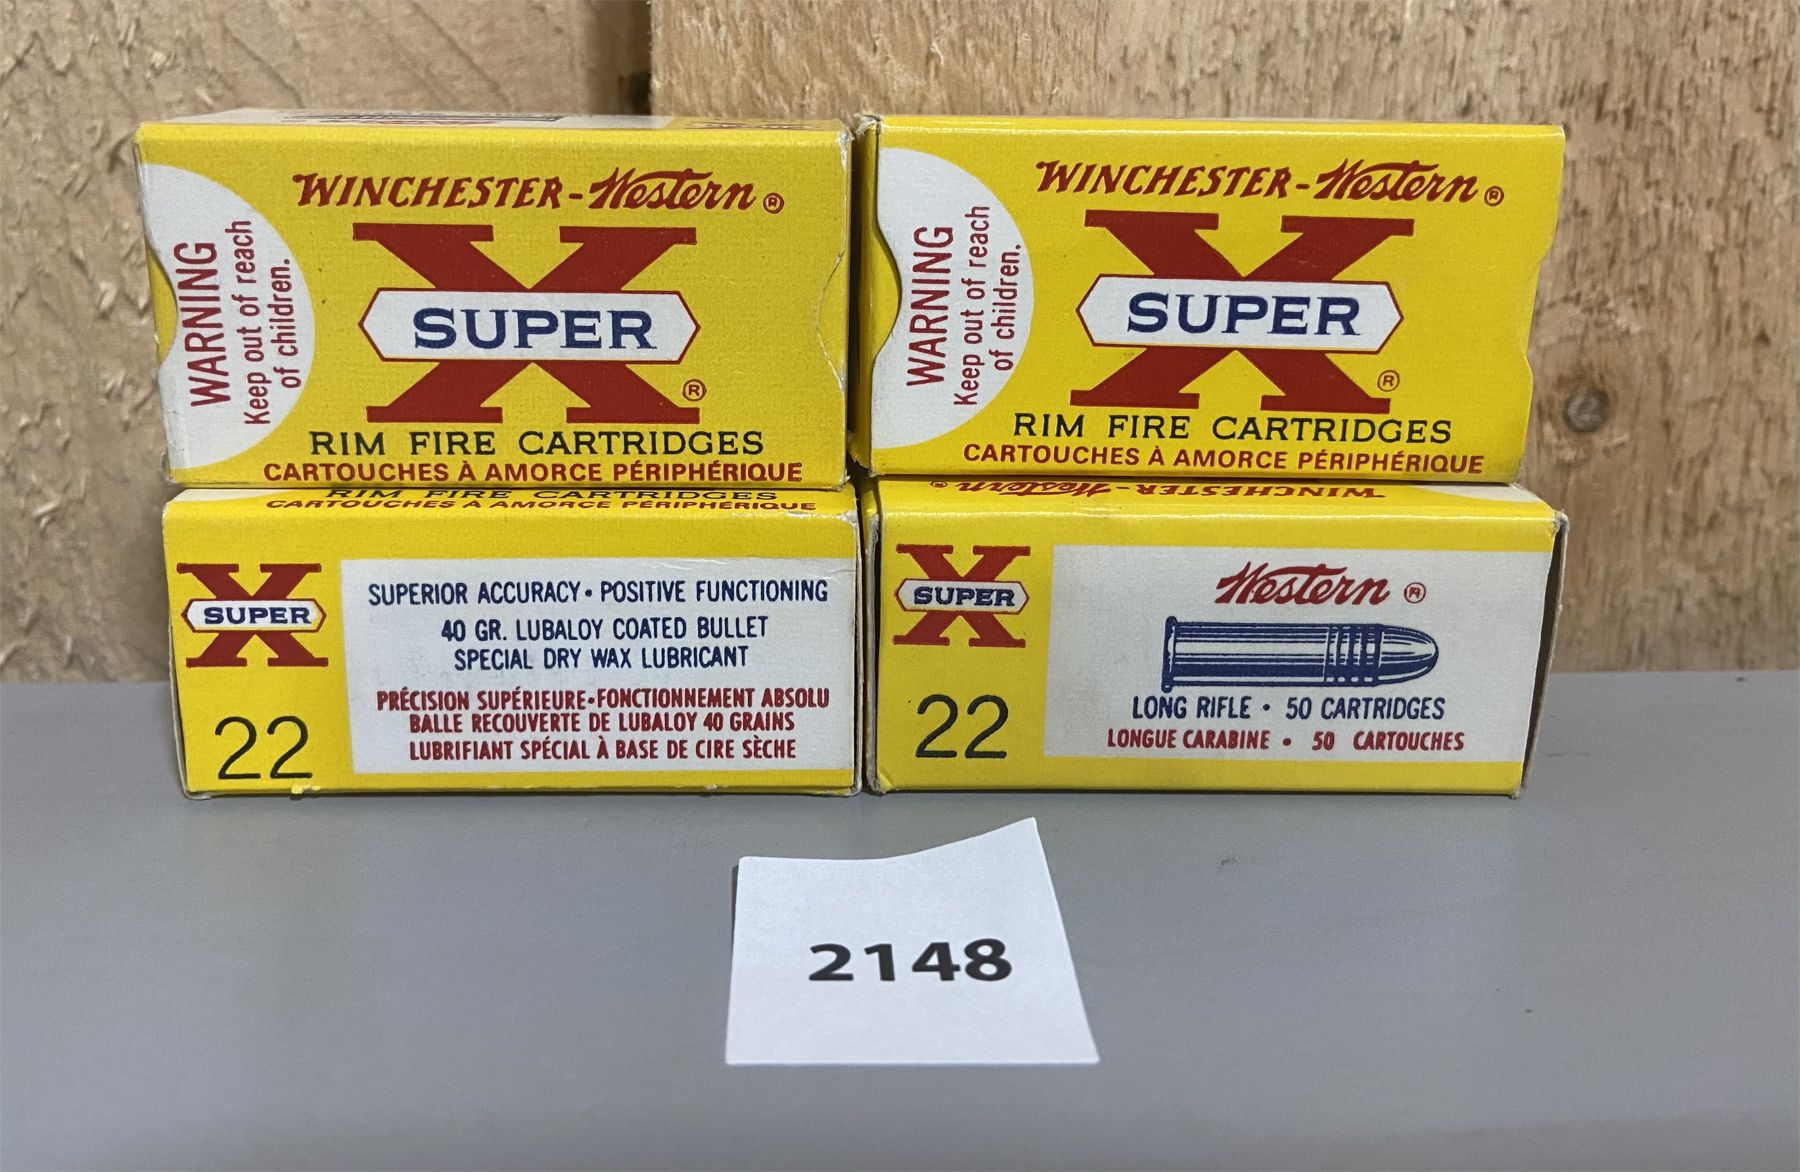 WARNING
Keep out of reach
of children.
WINCHESTER-Western ®
SUPER X ®
RIM FIRE CARTRIDGES
CARTOUCHES À AMORCE PÉRIPHÉRIQUE
WARNING
Keep out of reach
of children.
WINCHESTER-Western ®
SUPER X ®
RIM FIRE CARTRIDGES
CARTOUCHES À AMORCE PÉRIPHÉRIQUE
RIM FIRE CARTRIDGES
CARTOUCHES À AMORCE PÉRIPHÉRIQUE
SUPER X
22
SUPERIOR ACCURACY • POSITIVE FUNCTIONING
40 GR. LUBALOY COATED BULLET
SPECIAL DRY WAX LUBRICANT
PRÉCISION SUPÉRIEURE • FONCTIONNEMENT ABSOLU
BALLE RECOUVERTE DE LUBALOY 40 GRAINS
LUBRIFIANT SPÉCIAL À BASE DE CIRE SÈCHE
WINCHESTER-Western ®
SUPER X
22
Western ®
LONG RIFLE • 50 CARTRIDGES
LONGUE CARABINE • 50 CARTOUCHES
2148